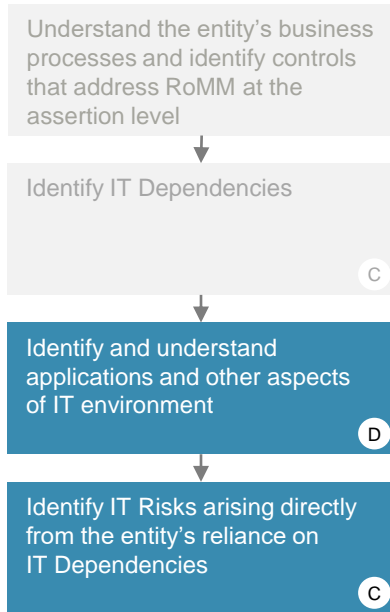 Understand the entity’s business
processes and identify controls
that address RoMM at the
assertion level
Identify IT Dependencies
C
Identify and understand
applications and other aspects
of IT environment
D
Identify IT Risks arising directly
from the entity’s reliance on
IT Dependencies
C